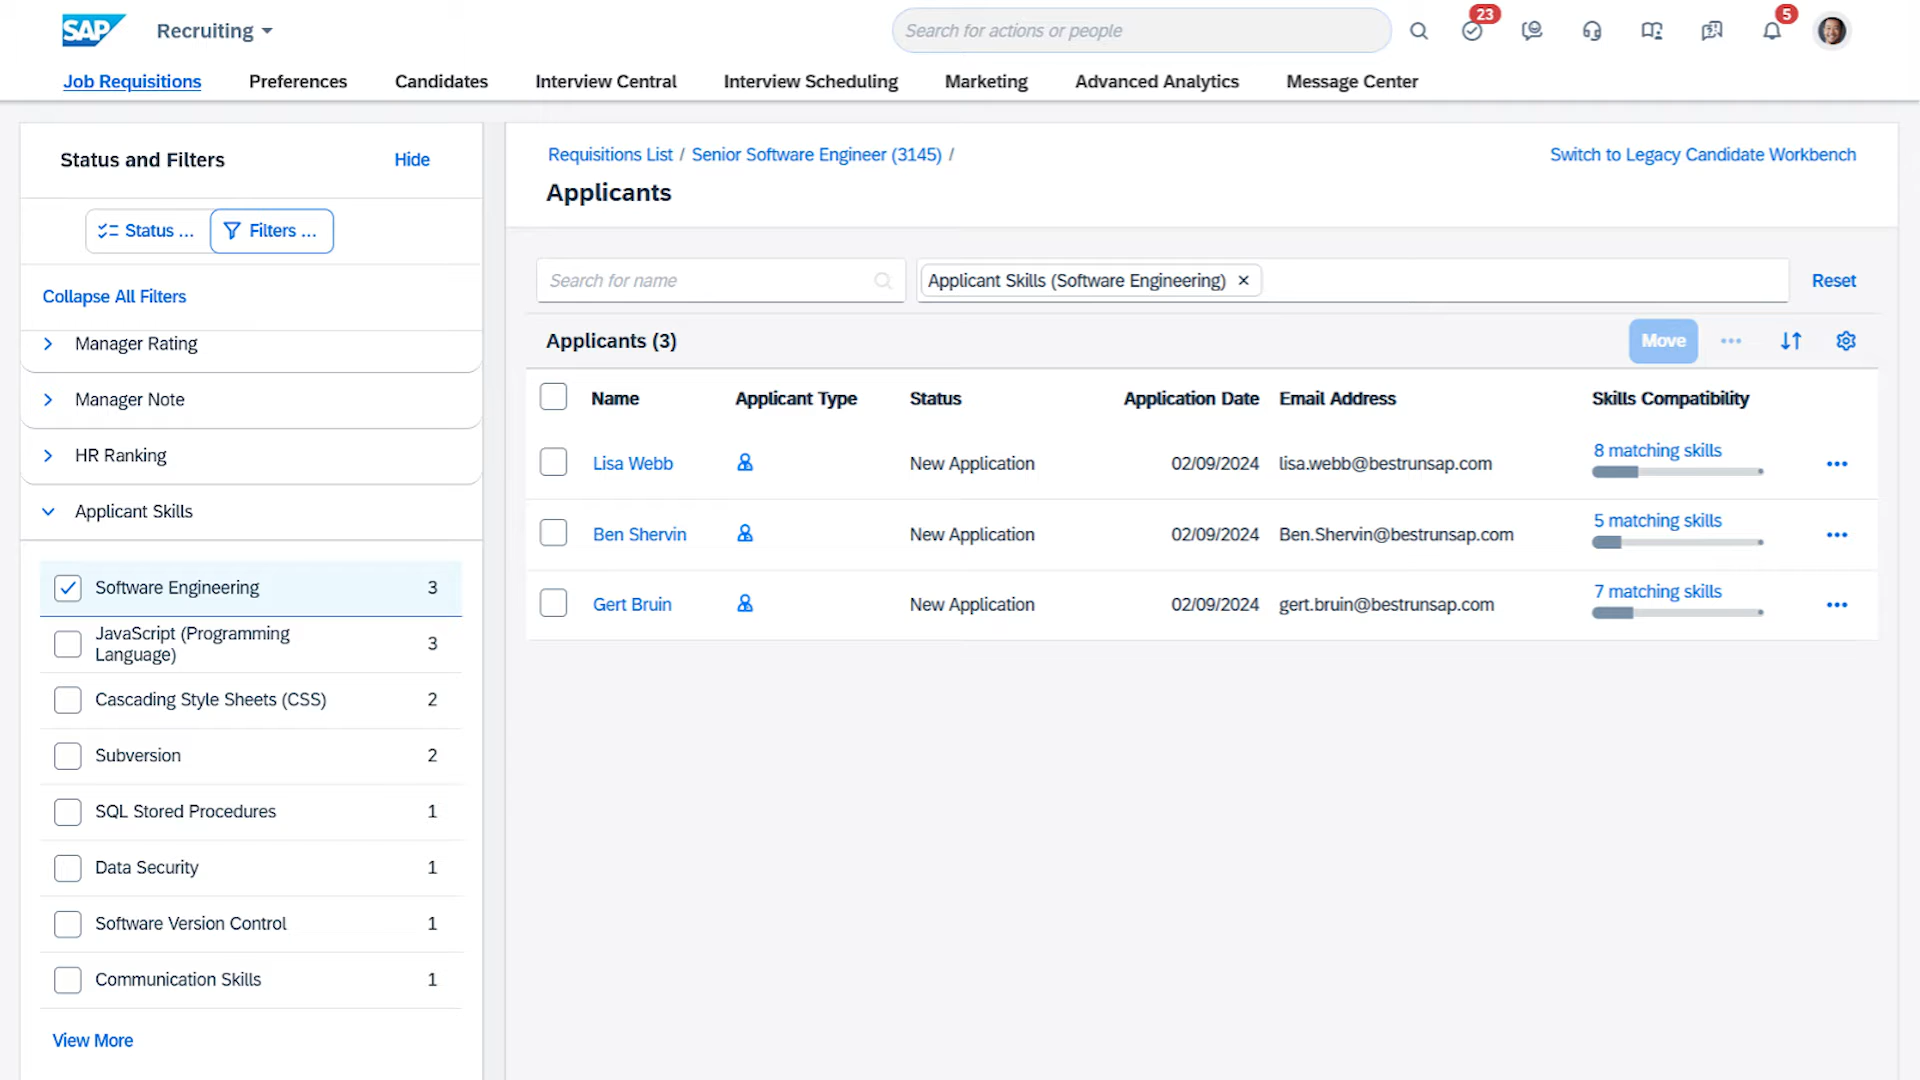 SAP
Recruiting
Search for actions or people
23
5
Job Requisitions
Preferences
Candidates
Interview Central
Interview Scheduling
Marketing
Advanced Analytics
Message Center
Status and Filters
Hide
Status ...
Filters ...
Collapse All Filters
Manager Rating
Manager Note
HR Ranking
Applicant Skills
Software Engineering 3
JavaScript (Programming
Language) 3
Cascading Style Sheets (CSS) 2
Subversion 2
SQL Stored Procedures 1
Data Security 1
Software Version Control 1
Communication Skills 1
View More
Requisitions List / Senior Software Engineer (3145) /
Switch to Legacy Candidate Workbench
Applicants
Search for name
Applicant Skills (Software Engineering)
Reset
Applicants (3)
Move
Name Applicant Type Status Application Date Email Address Skills Compatibility
Lisa Webb New Application 02/09/2024 lisa.webb@bestrunsap.com 8 matching skills
Ben Shervin New Application 02/09/2024 Ben.Shervin@bestrunsap.com 5 matching skills
Gert Bruin New Application 02/09/2024 gert.bruin@bestrunsap.com 7 matching skills